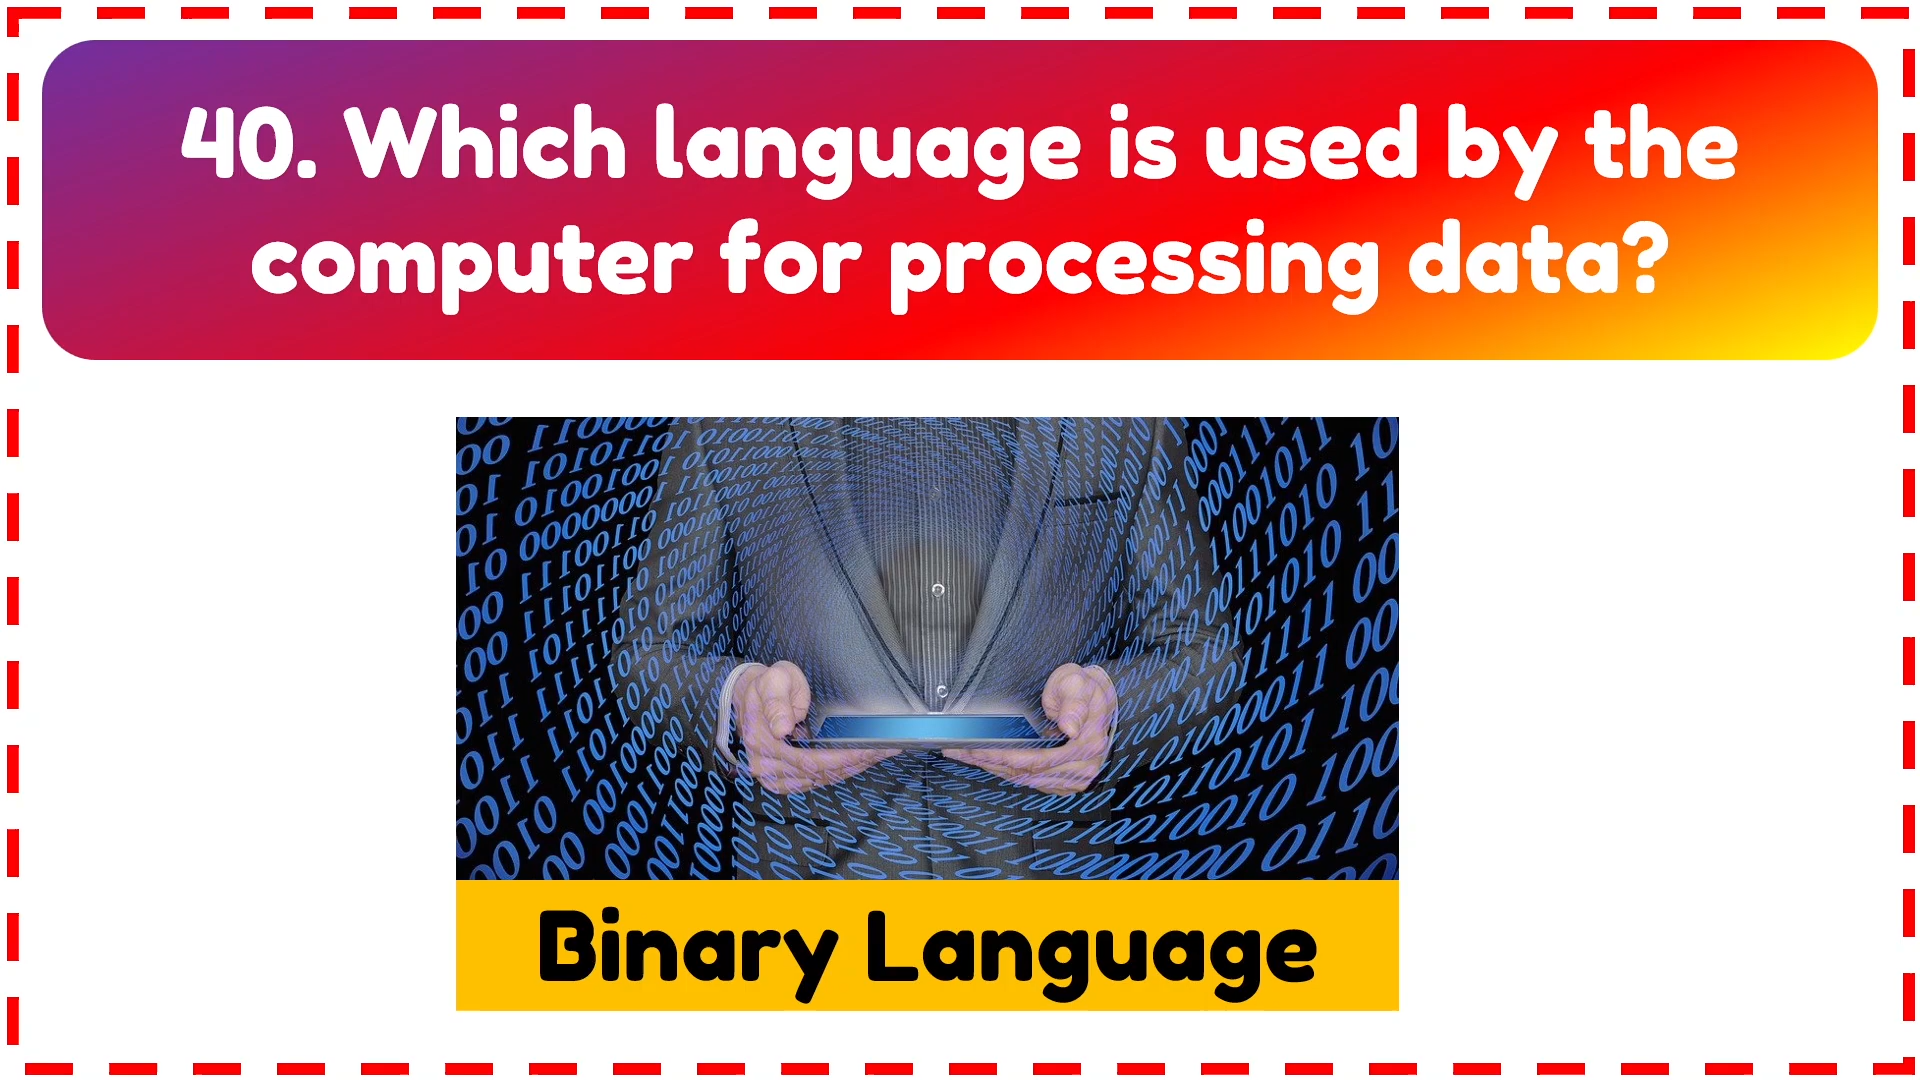 40. Which language is used by the
computer for processing data?
Binary Language